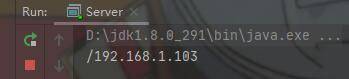 Run: Server
D:\jdk1.8.0_291\bin\java.exe ...
/192.168.1.103